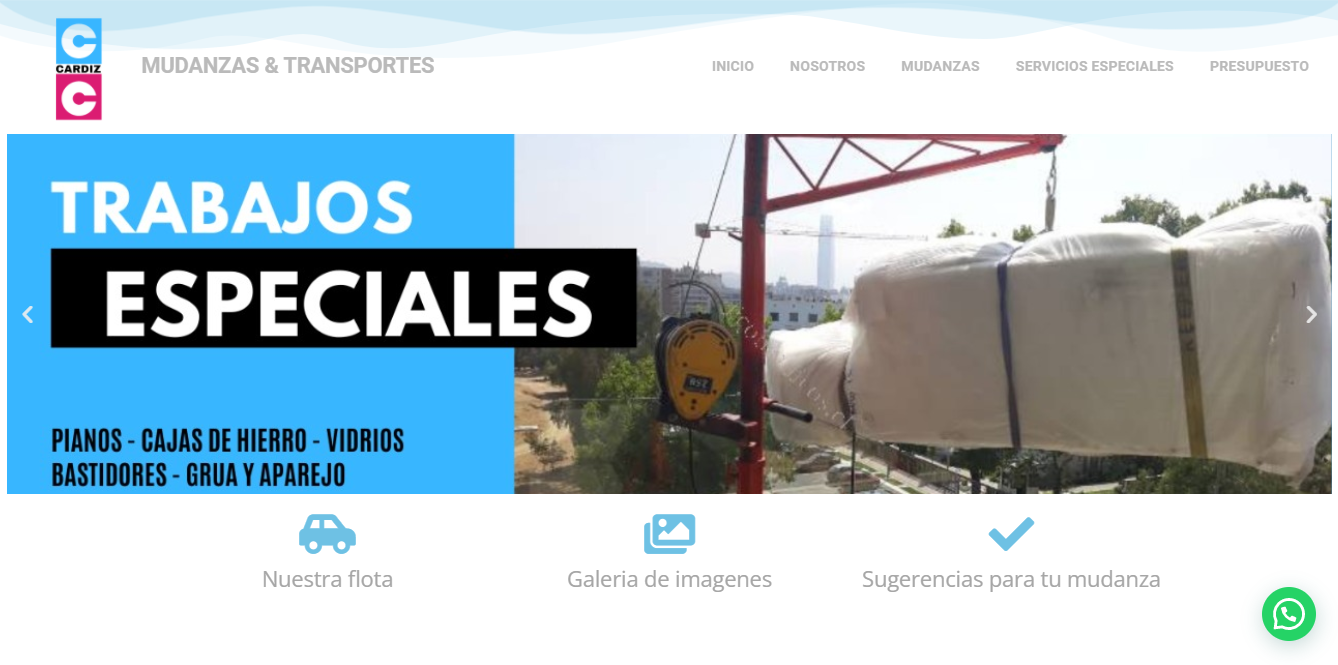 CARDIZ
MUDANZAS & TRANSPORTES
INICIO
NOSOTROS
MUDANZAS
SERVICIOS ESPECIALES
PRESUPUESTO
TRABAJOS
ESPECIALES
PIANOS - CAJAS DE HIERRO - VIDRIOS
BASTIDORES - GRUA Y APAREJO
Nuestra flota
Galeria de imagenes
Sugerencias para tu mudanza